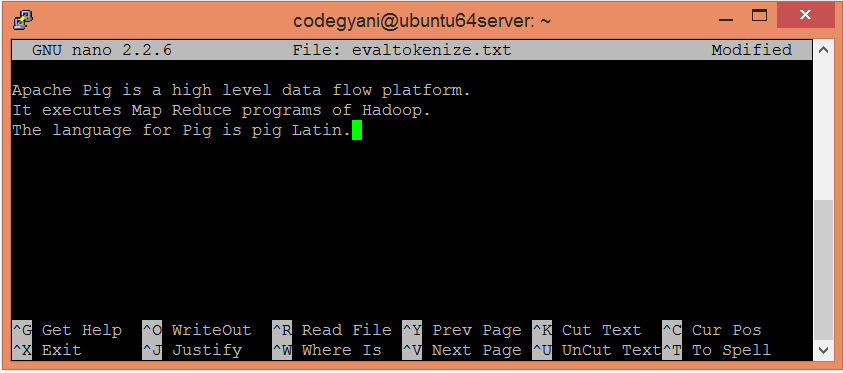 codegyani@ubuntu64server: ~
GNU nano 2.2.6 File: evaltokenize.txt Modified
Apache Pig is a high level data flow platform.
It executes Map Reduce programs of Hadoop.
The language for Pig is pig Latin.
^G Get Help ^O WriteOut ^R Read File ^Y Prev Page ^K Cut Text ^C Cur Pos
^X Exit ^J Justify ^W Where Is ^V Next Page ^U UnCut Text ^T To Spell